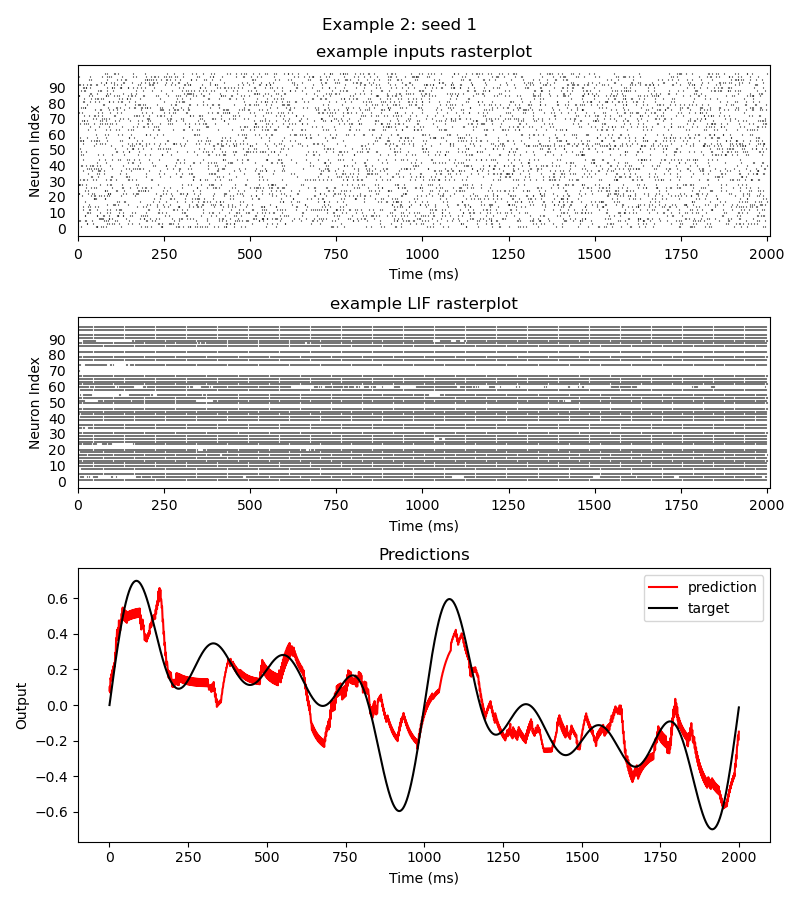 Example 2: seed 1
example inputs rasterplot
Neuron Index
90
80
70
60
50
40
30
20
10
0
0 250 500 750 1000 1250 1500 1750 2000
Time (ms)
example LIF rasterplot
Neuron Index
90
80
70
60
50
40
30
20
10
0
0 250 500 750 1000 1250 1500 1750 2000
Time (ms)
Predictions
Output
0.6
0.4
0.2
0.0
−0.2
−0.4
−0.6
prediction
target
0 250 500 750 1000 1250 1500 1750 2000
Time (ms)